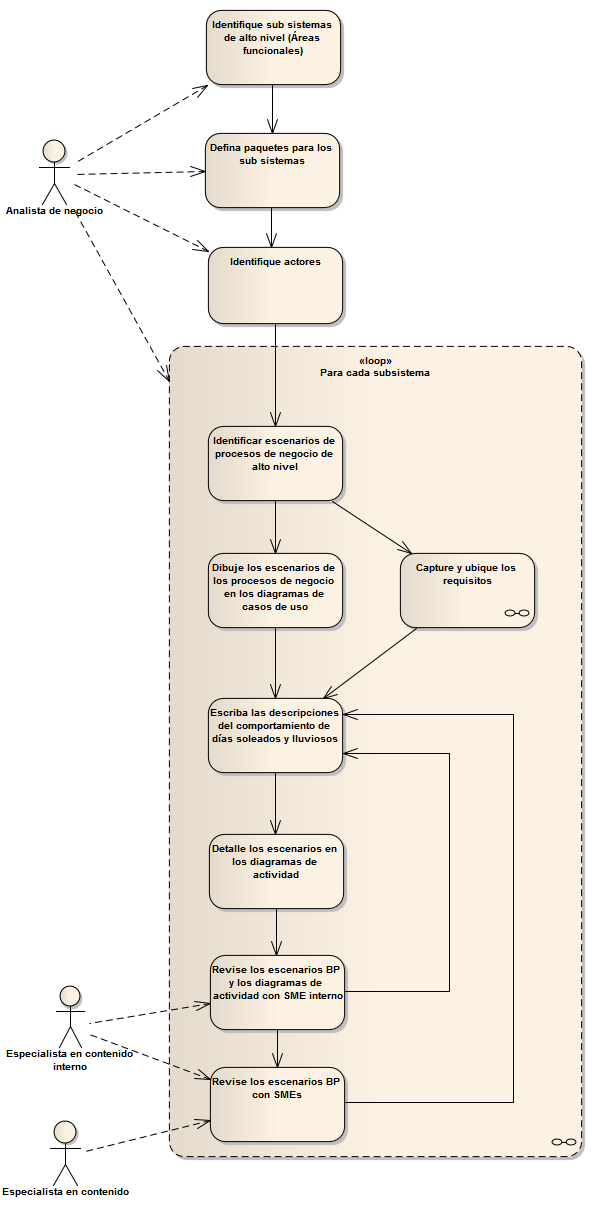 Identifique sub sistemas
de alto nivel (Áreas
funcionales)
Defina paquetes para los
sub sistemas
Analista de negocio
Identifique actores
«loop»
Para cada subsistema
Identificar escenarios de
procesos de negocio de
alto nivel
Dibuje los escenarios de
los procesos de negocio
en los diagramas de
casos de uso
Capture y ubique los
requisitos
Escriba las descripciones
del comportamiento de
días soleados y lluviosos
Detalle los escenarios en
los diagramas de
actividad
Revise los escenarios BP
y los diagramas de
actividad con SME interno
Especialista en contenido
interno
Revise los escenarios BP
con SMEs
Especialista en contenido